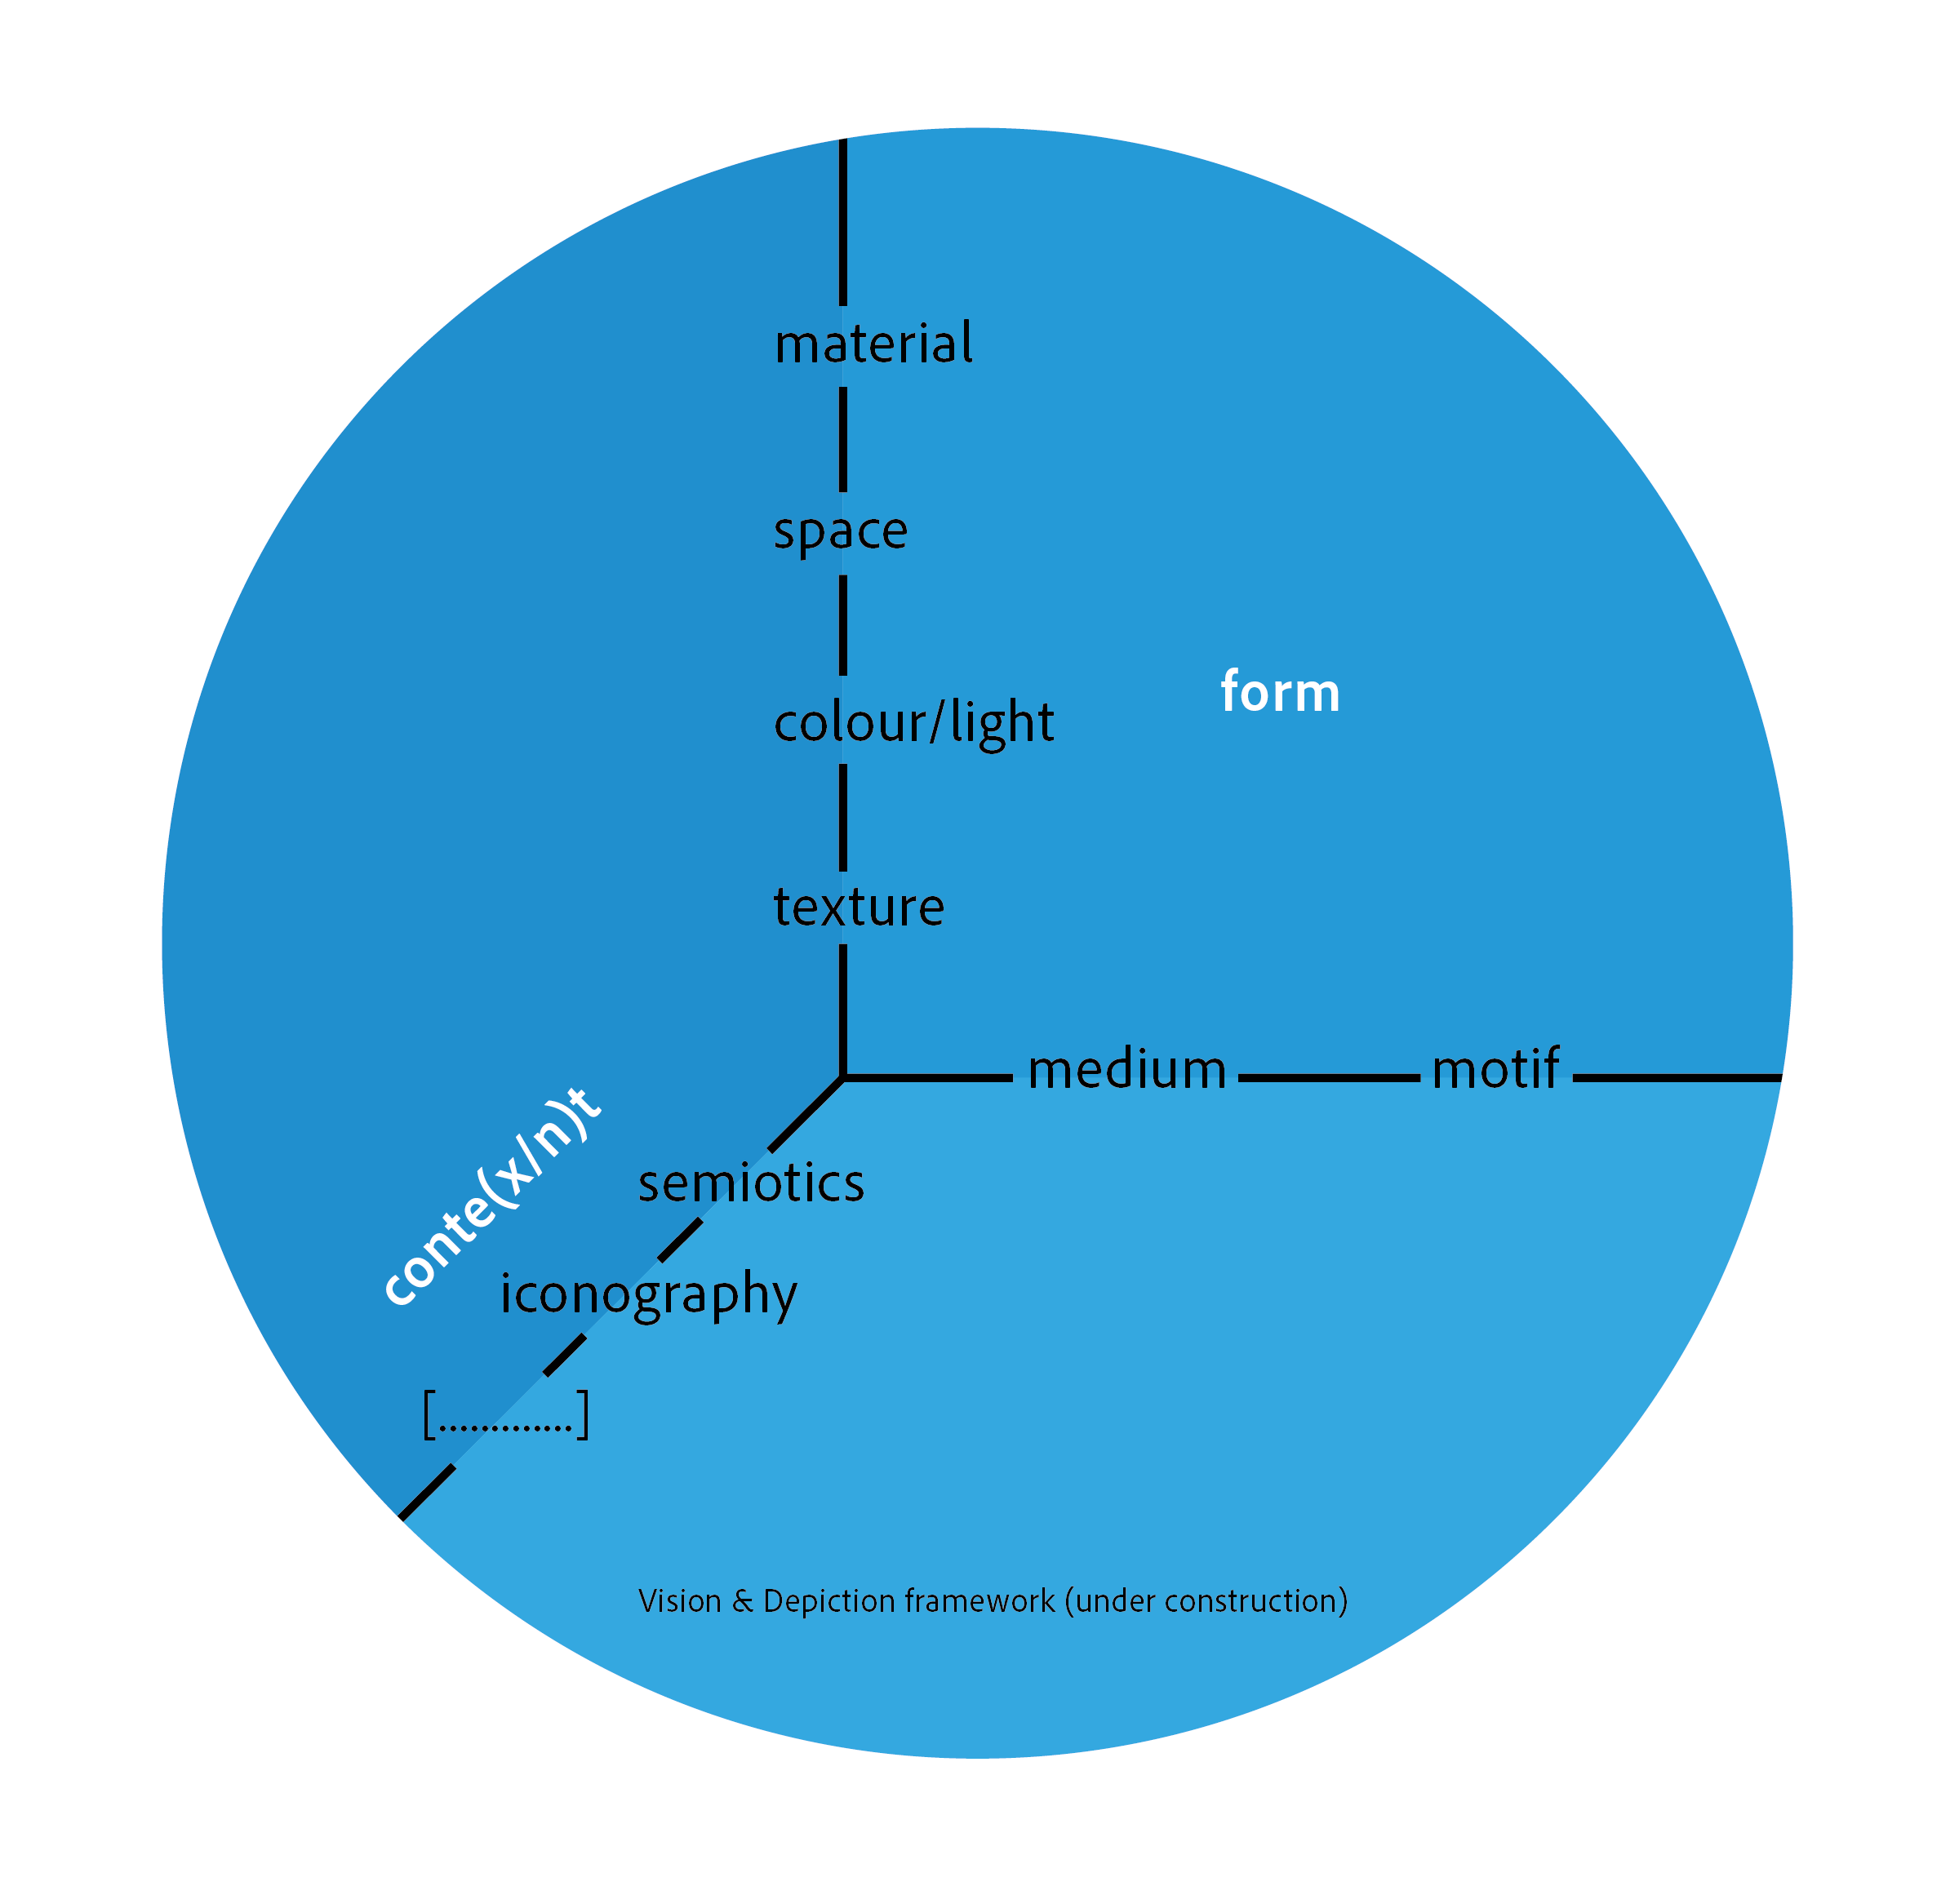 material
space
colour/light
form
texture
medium
motif
conte(x/n)t
semiotics
iconography
[.............]
Vision & Depiction framework (under construction)